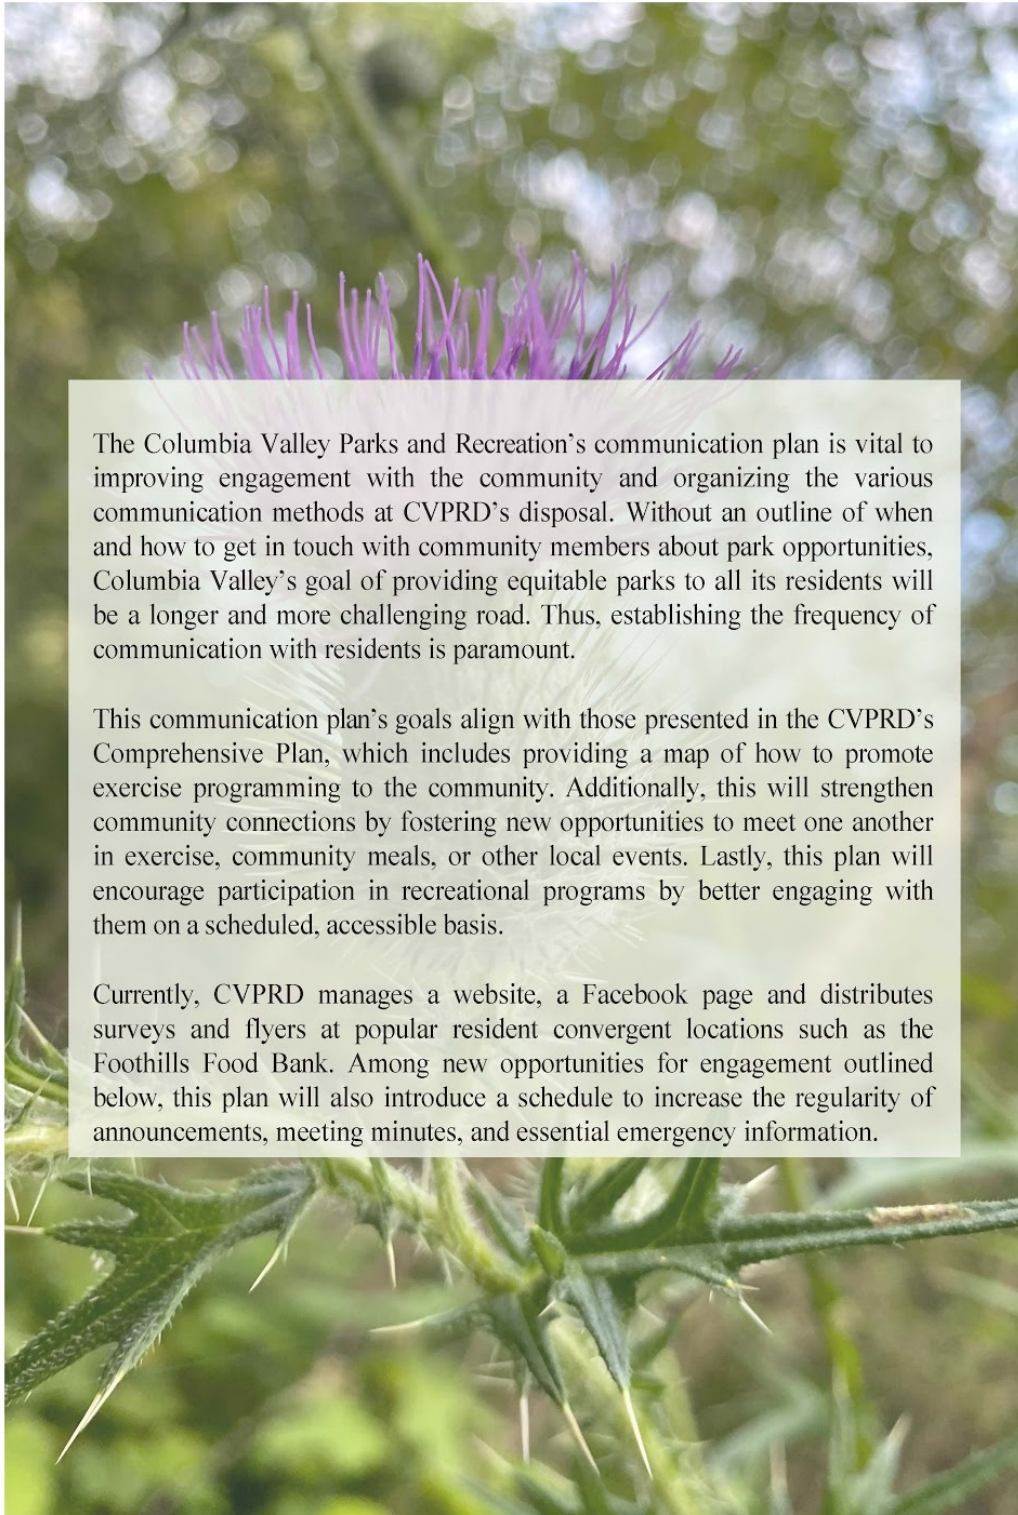 The Columbia Valley Parks and Recreation’s communication plan is vital to
improving engagement with the community and organizing the various
communication methods at CVPRD’s disposal. Without an outline of when
and how to get in touch with community members about park opportunities,
Columbia Valley’s goal of providing equitable parks to all its residents will
be a longer and more challenging road. Thus, establishing the frequency of
communication with residents is paramount.
This communication plan’s goals align with those presented in the CVPRD’s
Comprehensive Plan, which includes providing a map of how to promote
exercise programming to the community. Additionally, this will strengthen
community connections by fostering new opportunities to meet one another
in exercise, community meals, or other local events. Lastly, this plan will
encourage participation in recreational programs by better engaging with
them on a scheduled, accessible basis.
Currently, CVPRD manages a website, a Facebook page and distributes
surveys and flyers at popular resident convergent locations such as the
Foothills Food Bank. Among new opportunities for engagement outlined
below, this plan will also introduce a schedule to increase the regularity of
announcements, meeting minutes, and essential emergency information.